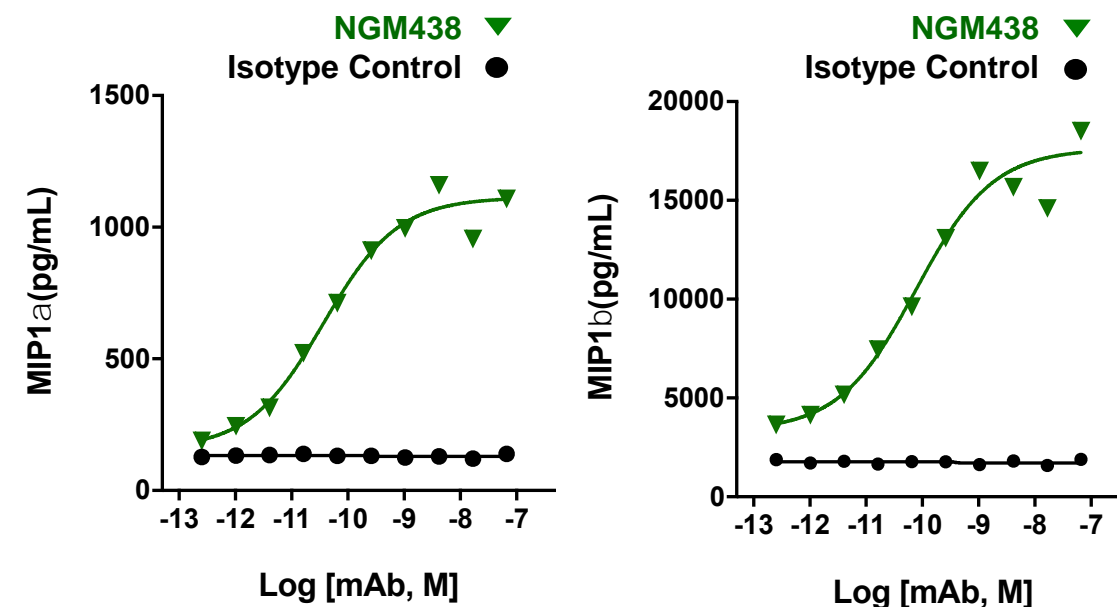 NGM438
Isotype Control
1500
1000
500
0
MIP1a(pg/mL)
-13 -12 -11 -10 -9 -8 -7
Log [mAb, M]
NGM438
Isotype Control
20000
15000
10000
5000
0
MIP1b(pg/mL)
-13 -12 -11 -10 -9 -8 -7
Log [mAb, M]